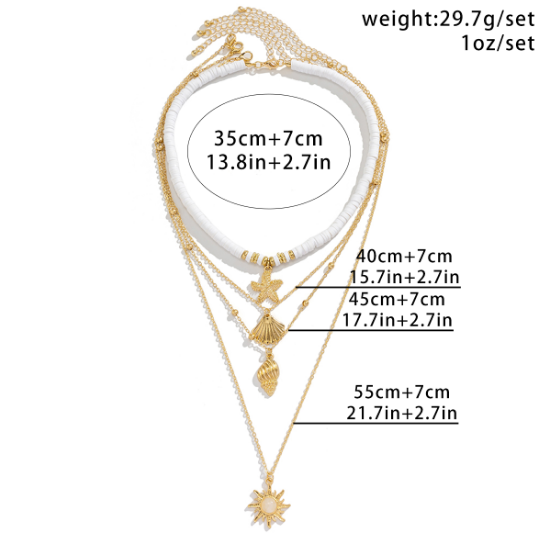 weight:29.7g/set
1oz/set
35cm+7cm
13.8in+2.7in
40cm+7cm
15.7in+2.7in
45cm+7cm
17.7in+2.7in
55cm+7cm
21.7in+2.7in